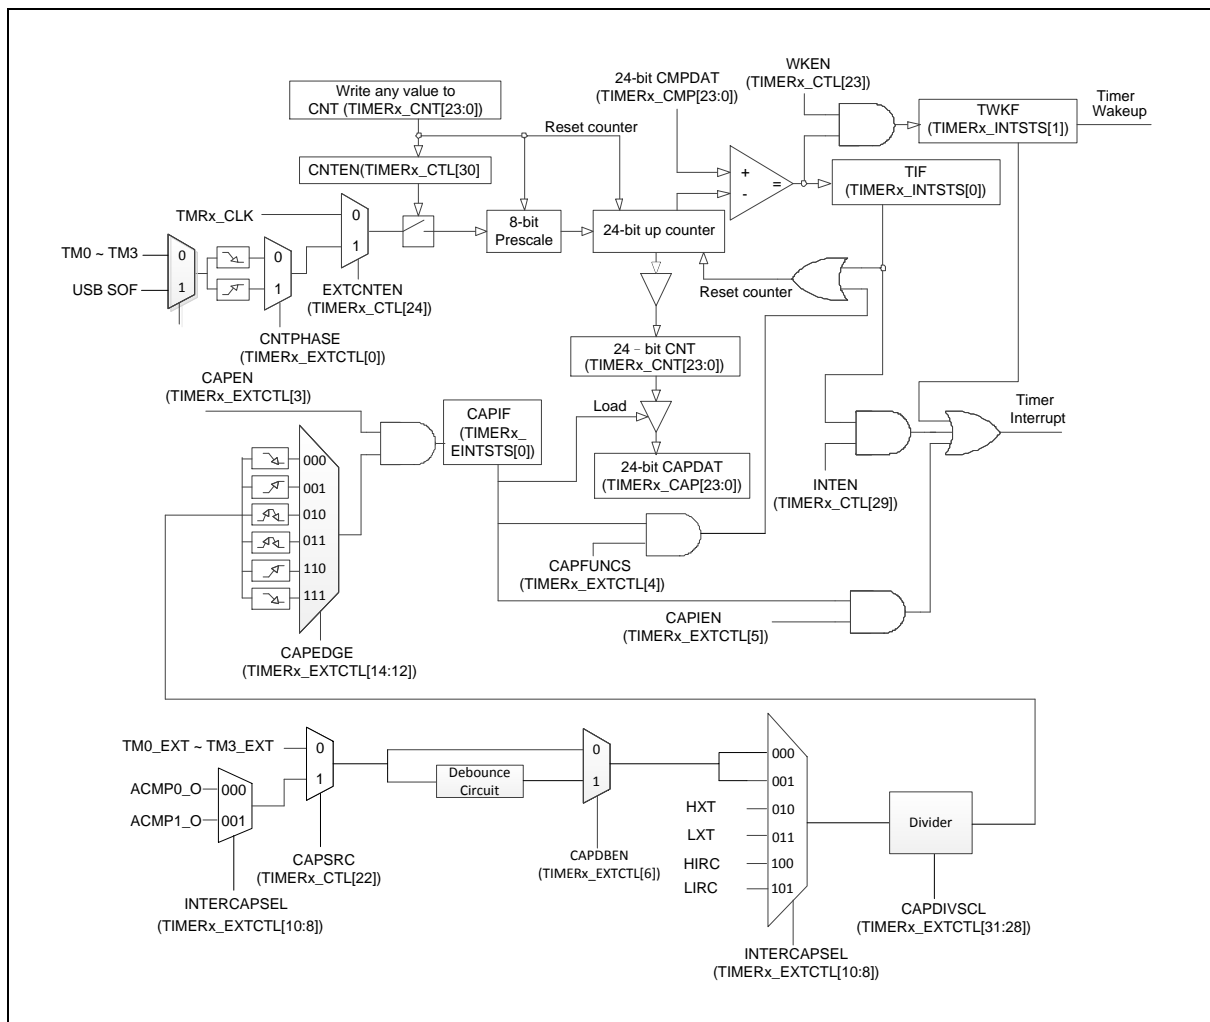 WKEN
(TIMERx_CTL[23])
24-bit CMPDAT
(TIMERx_CMP[23:0])
Write any value to
CNT (TIMERx_CNT[23:0])
TWKF
(TIMERx_INTSTS[1])
Timer
Wakeup
Reset counter
CNTEN(TIMERx_CTL[30]
+
-
=
TIF
(TIMERx_INTSTS[0])
TMRx_CLK
0
1
8-bit
Prescale
24-bit up counter
TM0 ~ TM3
USB SOF
0
1
0
1
Reset counter
EXTCNTEN
(TIMERx_CTL[24])
CNTPHASE
(TIMERx_EXTCTL[0])
24 - bit CNT
(TIMERx_CNT[23:0])
CAPEN
(TIMERx_EXTCTL[3])
CAPIF
(TIMERx_
EINTSTS[0])
Load
Timer
Interrupt
24-bit CAPDAT
(TIMERx_CAP[23:0])
INTEN
(TIMERx_CTL[29])
000
001
010
011
110
111
CAPFUNCS
(TIMERx_EXTCTL[4])
CAPIEN
(TIMERx_EXTCTL[5])
CAPEDGE
(TIMERx_EXTCTL[14:12])
TM0_EXT ~ TM3_EXT
0
1
ACMP0_O
000
ACMP1_O
001
Debounce
Circuit
0
1
000
001
HXT
010
LXT
011
HIRC
100
LIRC
101
Divider
CAPSRC
(TIMERx_CTL[22])
CAPDBEN
(TIMERx_EXTCTL[6])
INTERCAPSEL
(TIMERx_EXTCTL[10:8])
CAPDIVSCL
(TIMERx_EXTCTL[31:28])
INTERCAPSEL
(TIMERx_EXTCTL[10:8])